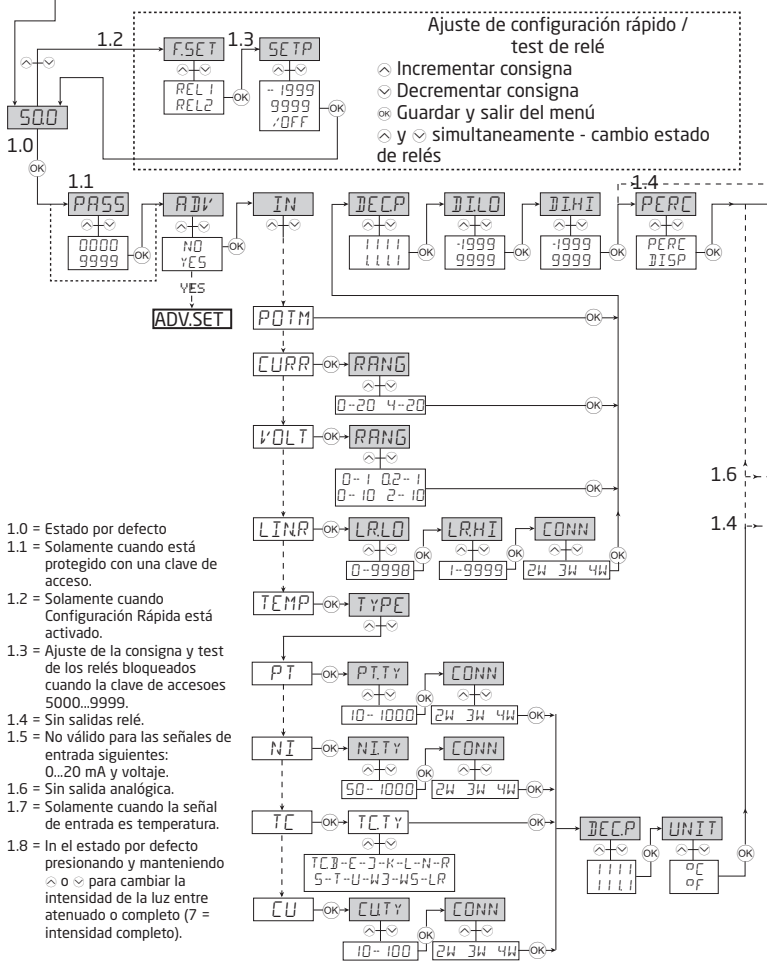 Ajuste de configuración rápido /
test de relé
Incrementar consigna
Decrementar consigna
OK Guardar y salir del menú
y simultaneamente - cambio estado
de relés
1.2
F.SET
REL1
REL2
OK
1.3
SETP
-1999
9999
/OFF
OK
50.0
1.0
OK
1.1
PASS
0000
9999
OK
ADV
NO
YES
OK
YES
ADV.SET
IN
DEC.P
1111
1.111
OK
DI.LO
-1999
9999
OK
DI.HI
-1999
9999
OK
1.4
PERC
PERC
DISP
OK
POTM
OK
CURR
OK
RANG
0-20 4-20
OK
VOLT
OK
RANG
0-1 0.2-1
0-10 2-10
OK
1.6
1.4
LIN.R
OK
LR.LO
0-9998
OK
LR.HI
1-9999
OK
CONN
2W 3W 4W
OK
TEMP
OK
TYPE
PT
OK
PT.TY
10-1000
OK
CONN
2W 3W 4W
OK
NI
OK
NI.TY
50-1000
OK
CONN
2W 3W 4W
OK
TC
OK
TC.TY
OK
TC.B-E-J-K-L-N-R
S-T-U-W3-W5-LR
CU
OK
CU.TY
10-100
OK
CONN
2W 3W 4W
OK
DEC.P
1111
111.1
OK
UNIT
°C
°F
OK
1.0 = Estado por defecto
1.1 = Solamente cuando está
protegido con una clave de
acceso.
1.2 = Solamente cuando
Configuración Rápida está
activado.
1.3 = Ajuste de la consigna y test
de los relés bloqueados
cuando la clave de accesoes
5000...9999.
1.4 = Sin salidas relé.
1.5 = No válido para las señales de
entrada siguientes:
0...20 mA y voltaje.
1.6 = Sin salida analógica.
1.7 = Solamente cuando la señal
de entrada es temperatura.
1.8 = In el estado por defecto
presionando y manteniendo
o para cambiar la
intensidad de la luz entre
atenuado o completo (7 =
intensidad completo).